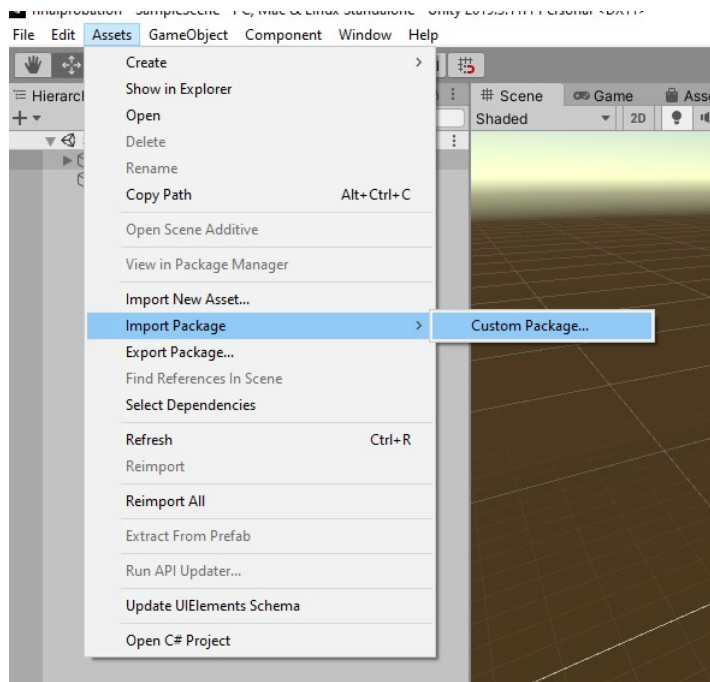 File Edit Assets GameObject Component Window Help
Create
Show in Explorer
Hierarc
Scene Game Ass
Open
Shaded 2D
Delete
Rename
Copy Path Alt+Ctrl+C
Open Scene Additive
View in Package Manager
Import New Asset...
Import Package Custom Package...
Export Package...
Find References In Scene
Select Dependencies
Refresh Ctrl+R
Reimport
Reimport All
Extract From Prefab
Run API Updater...
Update UIElements Schema
Open C# Project